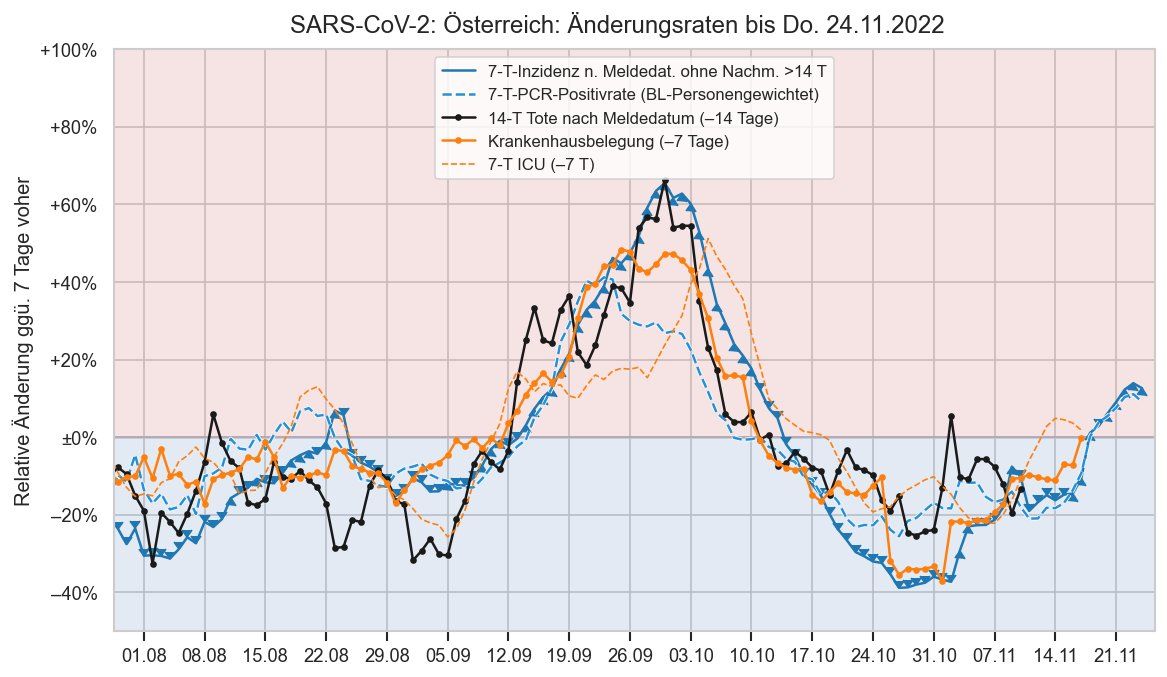 SARS-CoV-2: Österreich: Änderungsraten bis Do. 24.11.2022
Relative Änderung ggü. 7 Tage voher
+100%
+80%
+60%
+40%
+20%
±0%
–20%
–40%
7-T-Inzidenz n. Meldedat. ohne Nachm. >14 T
7-T-PCR-Positivrate (BL-Personengewichtet)
14-T Tote nach Meldedatum (–14 Tage)
Krankenhausbelegung (–7 Tage)
7-T ICU (–7 T)
01.08 08.08 15.08 22.08 29.08 05.09 12.09 19.09 26.09 03.10 10.10 17.10 24.10 31.10 07.11 14.11 21.11